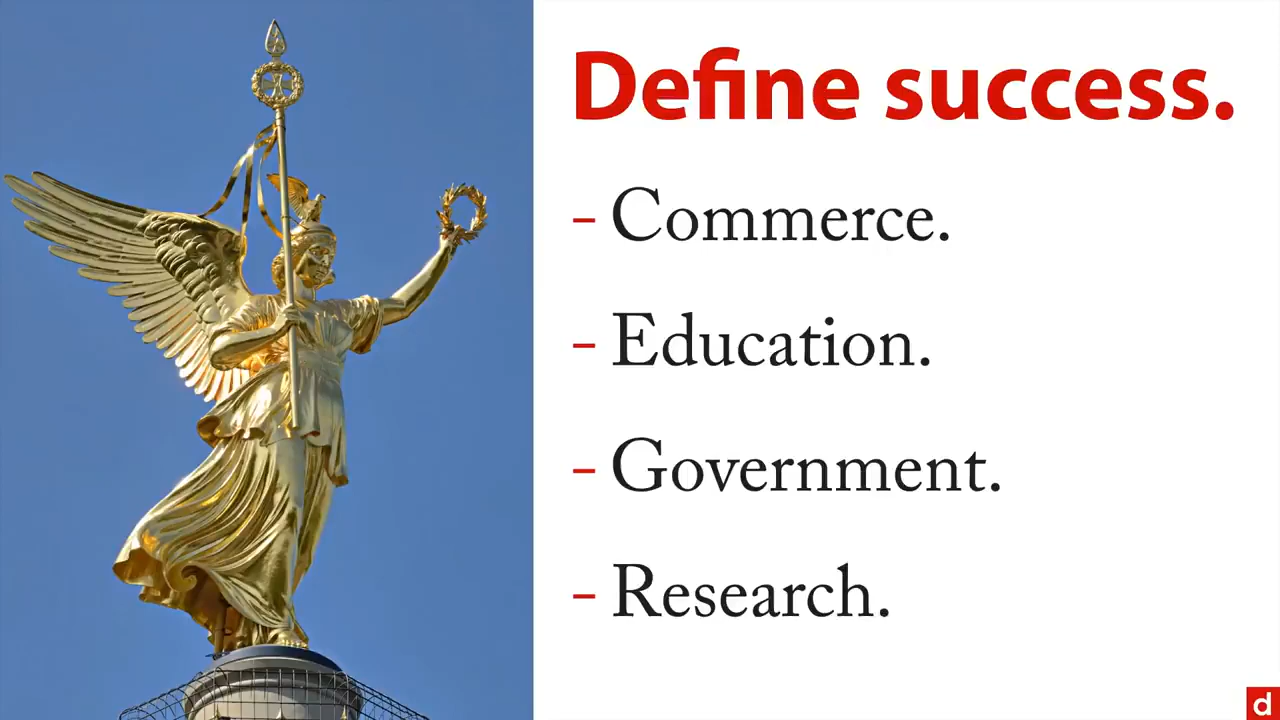 Define success.
– Commerce.
– Education.
– Government.
– Research.
d